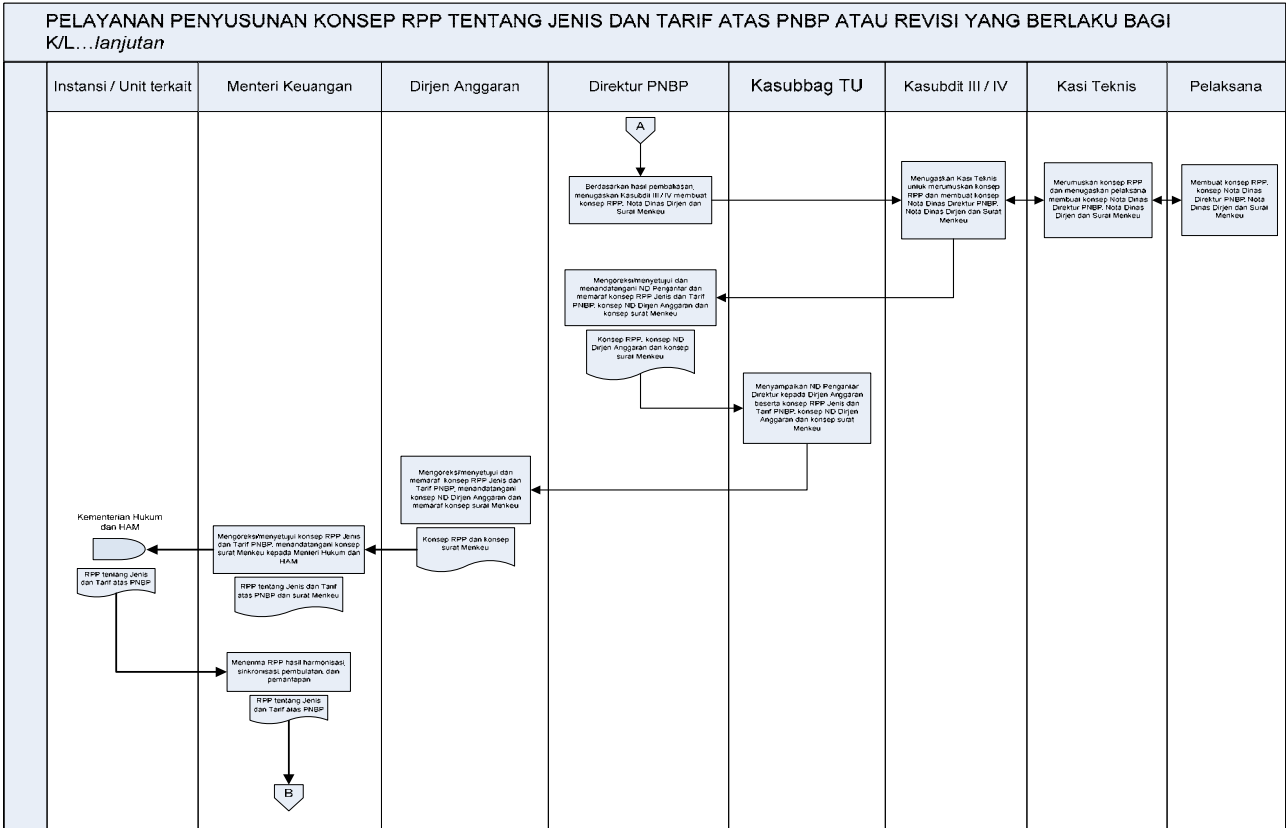 PELAYANAN PENYUSUNAN KONSEP RPP TENTANG JENIS DAN TARIF ATAS PNBP ATAU REVISI YANG BERLAKU BAGI
K/L…lanjutan
Instansi / Unit terkait
Menteri Keuangan
Dirjen Anggaran
Direktur PNBP
Kasubbag TU
Kasubdit III / IV
Kasi Teknis
Pelaksana
A
Berdasarkan hasil pembahasan,
menugaskan Kasubdit III / IV membuat
konsep RPP, Nota Dinas Dirjen dan
Surat Menkeu
Menugaskan Kasi Teknis
untuk merumuskan konsep
RPP dan membuat konsep
Nota Dinas Direktur PNBP,
Nota Dinas Dirjen dan Surat
Menkeu
Merumuskan konsep RPP
dan menugaskan pelaksana
membuat konsep Nota Dinas
Direktur PNBP, Nota Dinas
Dirjen dan Surat Menkeu
Membuat konsep RPP,
konsep Nota Dinas
Direktur PNBP, Nota
Dinas Dirjen dan Surat
Menkeu
Mengoreksi/menyetujui dan
menandatangani ND Pengantar dan
memaraf konsep RPP Jenis dan Tarif
PNBP, konsep ND Dirjen Anggaran dan
konsep surat Menkeu
Konsep RPP, konsep ND
Dirjen Anggaran dan konsep
surat Menkeu
Menyampaikan ND Pengantar
Direktur kepada Dirjen Anggaran
beserta konsep RPP Jenis dan
Tarif PNBP, konsep ND Dirjen
Anggaran dan konsep surat
Menkeu
Mengoreksi/menyetujui dan
memaraf konsep RPP Jenis dan
Tarif PNBP, menandatangani
konsep ND Dirjen Anggaran dan
memaraf konsep surat Menkeu
Konsep RPP dan konsep
surat Menkeu
Mengoreksi/menyetujui konsep RPP Jenis
dan Tarif PNBP, menandatangani konsep
surat Menkeu kepada Menteri Hukum dan
HAM
RPP tentang Jenis dan Tarif
atas PNBP dan surat Menkeu
Kementerian Hukum
dan HAM
RPP tentang Jenis
dan Tarif atas PNBP
Menerima RPP hasil harmonisasi,
sinkronisasi, pembulatan, dan
pemantapan
RPP tentang Jenis
dan Tarif atas PNBP
B